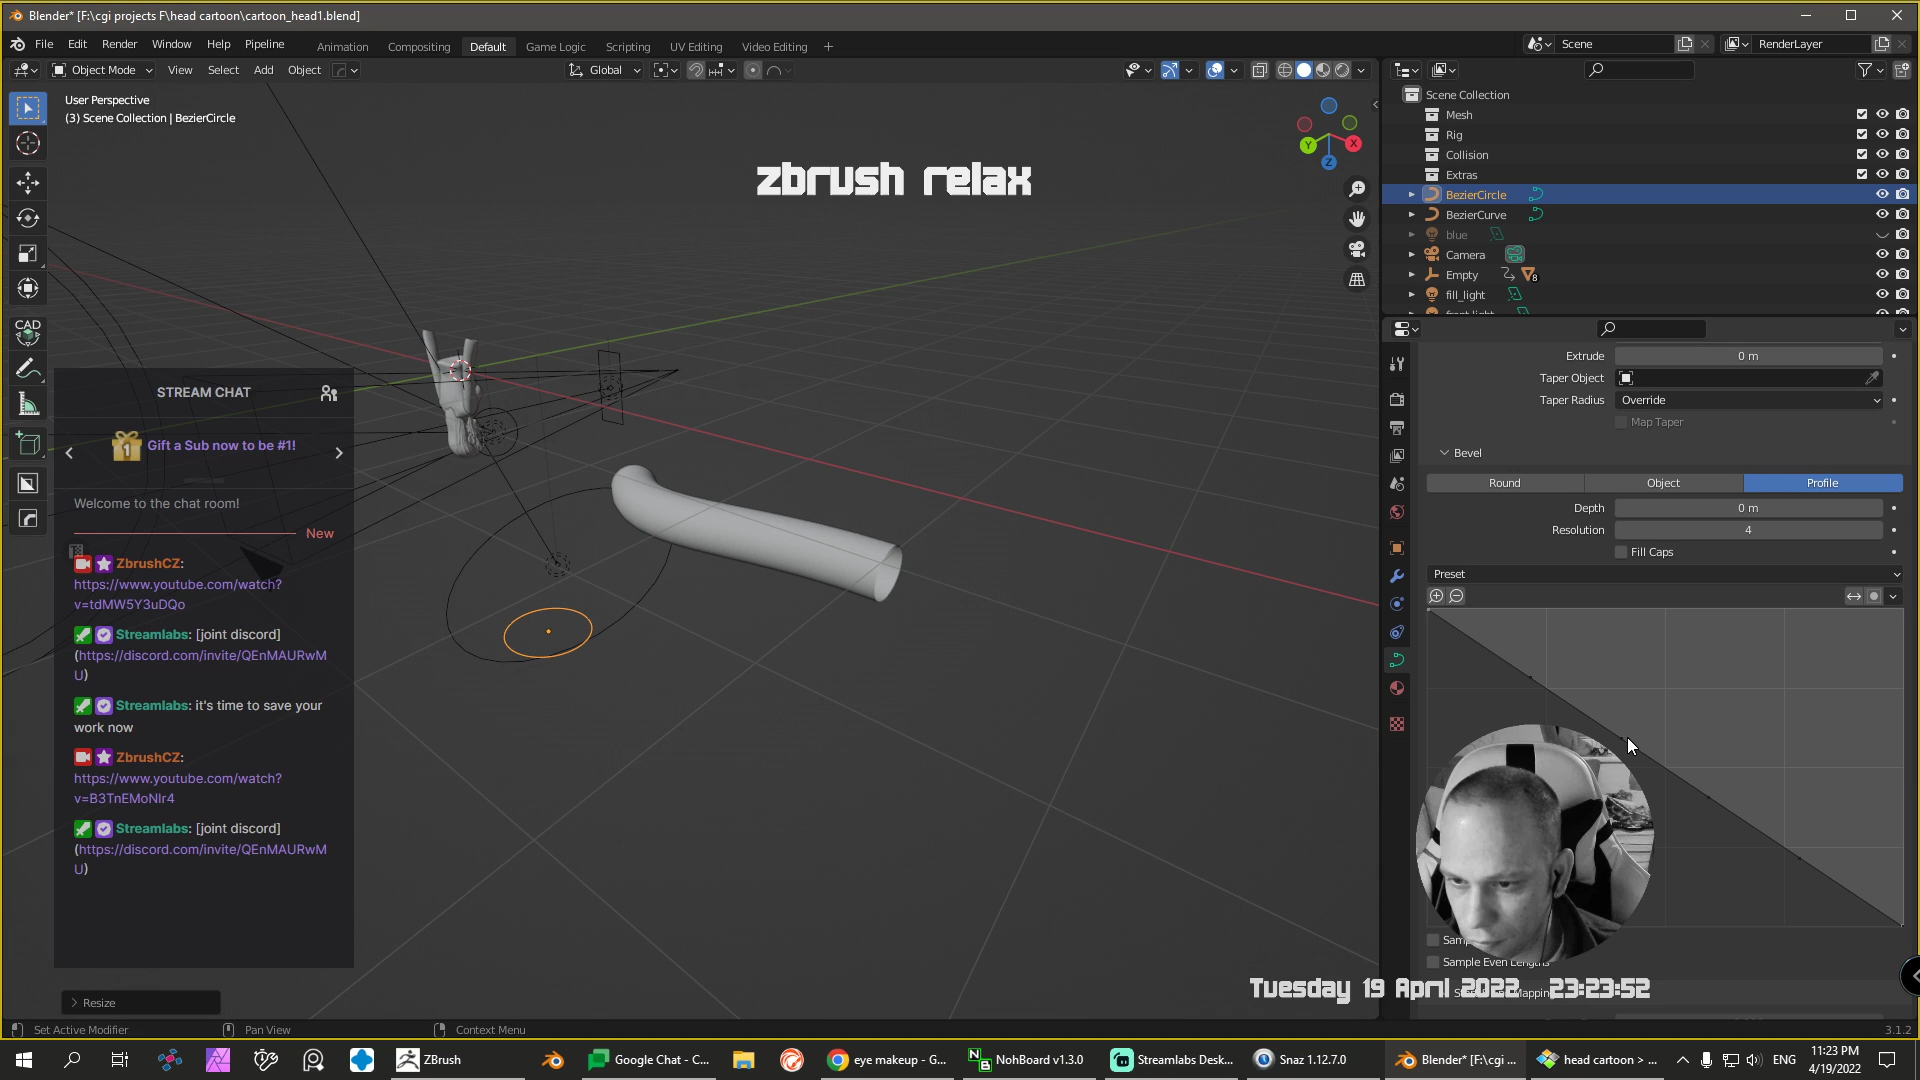 Blender* [F:\cgi projects F\head cartoon\cartoon_head1.blend]
File Edit Render Window Help Pipeline Animation Compositing Default Game Logic Scripting UV Editing Video Editing + Scene RenderLayer
Object Mode View Select Add Object Global
User Perspective
(3) Scene Collection | BezierCircle
zbrush relax
X
Y
Z
CAD
Scene Collection
Mesh
Rig
Collision
Extras
BezierCircle
BezierCurve
blue
Camera
Empty 8
fill_light
Extrude 0 m
Taper Object
Taper Radius Override
Map Taper
Bevel
Round Object Profile
Depth 0 m
Resolution 4
Fill Caps
Preset
Sample Even Lengths
STREAM CHAT
1 Gift a Sub now to be #1!
Welcome to the chat room!
New
ZbrushCZ:
https://www.youtube.com/watch?
v=tdMW5Y3uDQo
Streamlabs: [joint discord]
(https://discord.com/invite/QEnMAURwM
U)
Streamlabs: it's time to save your
work now
ZbrushCZ:
https://www.youtube.com/watch?
v=B3TnEMoNIr4
Streamlabs: [joint discord]
(https://discord.com/invite/QEnMAURwM
U)
Tuesday 19 April 2022 23:23:52
Resize
Set Active Modifier Pan View Context Menu 3.1.2
ZBrush Google Chat - C... eye makeup - G... NohBoard v1.3.0 Streamlabs Desk... Snaz 1.12.7.0 Blender* [F:\cgi ... head cartoon > ... ENG
11:23 PM
4/19/2022